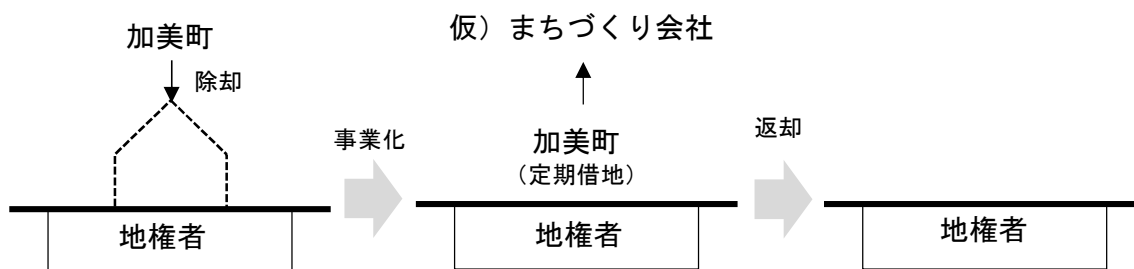 加美町
除却
地権者
事業化
仮）まちづくり会社
加美町
（定期借地）
地権者
返却
地権者